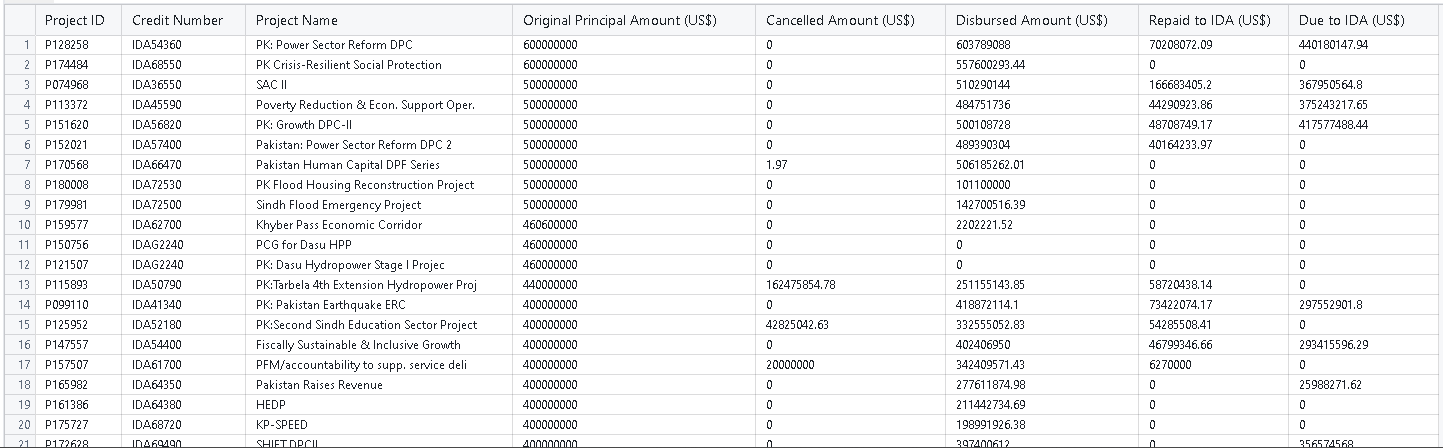 Project ID Credit Number Project Name Original Principal Amount (US$) Cancelled Amount (US$) Disbursed Amount (US$) Repaid to IDA (US$) Due to IDA (US$)
1 P128258 IDA54360 PK: Power Sector Reform DPC 600000000 0 603789088 70208072.09 440180147.94
2 P174484 IDA68550 PK Crisis-Resilient Social Protection 600000000 0 557600293.44 0 0
3 P074968 IDA36550 SAC II 500000000 0 510290144 166683405.2 367950564.8
4 P113372 IDA45590 Poverty Reduction & Econ. Support Oper. 500000000 0 484751736 44290923.86 375243217.65
5 P151620 IDA56820 PK: Growth DPC-II 500000000 0 500108728 48708749.17 417577488.44
6 P152021 IDA57400 Pakistan: Power Sector Reform DPC 2 500000000 0 489390304 40164233.97 0
7 P170568 IDA66470 Pakistan Human Capital DPF Series 500000000 1.97 506185262.01 0 0
8 P180008 IDA72530 PK Flood Housing Reconstruction Project 500000000 0 101100000 0 0
9 P179981 IDA72500 Sindh Flood Emergency Project 500000000 0 142700516.39 0 0
10 P159577 IDA62700 Khyber Pass Economic Corridor 460600000 0 2202221.52 0 0
11 P150756 IDAG2240 PCG for Dasu HPP 460000000 0 0 0 0
12 P121507 IDAG2240 PK: Dasu Hydropower Stage I Projec 460000000 0 0 0 0
13 P115893 IDA50790 PK:Tarbela 4th Extension Hydropower Proj 440000000 162475854.78 251155143.85 58720438.14 0
14 P099110 IDA41340 PK: Pakistan Earthquake ERC 400000000 0 418872114.1 73422074.17 297552901.8
15 P125952 IDA52180 PK:Second Sindh Education Sector Project 400000000 42825042.63 332555052.83 54285508.41 0
16 P147557 IDA54400 Fiscally Sustainable & Inclusive Growth 400000000 0 402406950 46799346.66 293415596.29
17 P157507 IDA61700 PFM/accountability to supp. service deli 400000000 20000000 342409571.43 6270000 0
18 P165982 IDA64350 Pakistan Raises Revenue 400000000 0 277611874.98 0 25988271.62
19 P161386 IDA64380 HEDP 400000000 0 211442734.69 0 0
20 P175727 IDA68720 KP-SPEED 400000000 0 198991926.38 0 0
21 P172628 IDA69490 SHIFT DPCII 400000000 0 397400612 0 356574568